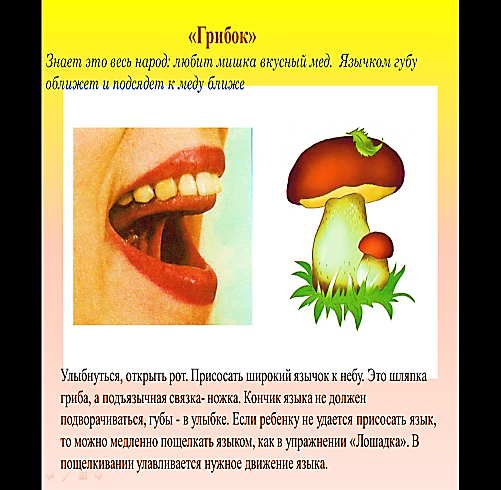 «Грибок»
Знает это весь народ: любит мишка вкусный мед. Язычком губу
оближет и подсядет к меду ближе
Улыбнуться, открыть рот. Присосать широкий язычок к небу. Это шляпка
гриба, а подъязычная связка- ножка. Кончик языка не должен
подворачиваться, губы - в улыбке. Если ребенку не удается присосать язык,
то можно медленно пощелкать языком, как в упражнении «Лошадка». В
пощелкивании улавливается нужное движение языка.